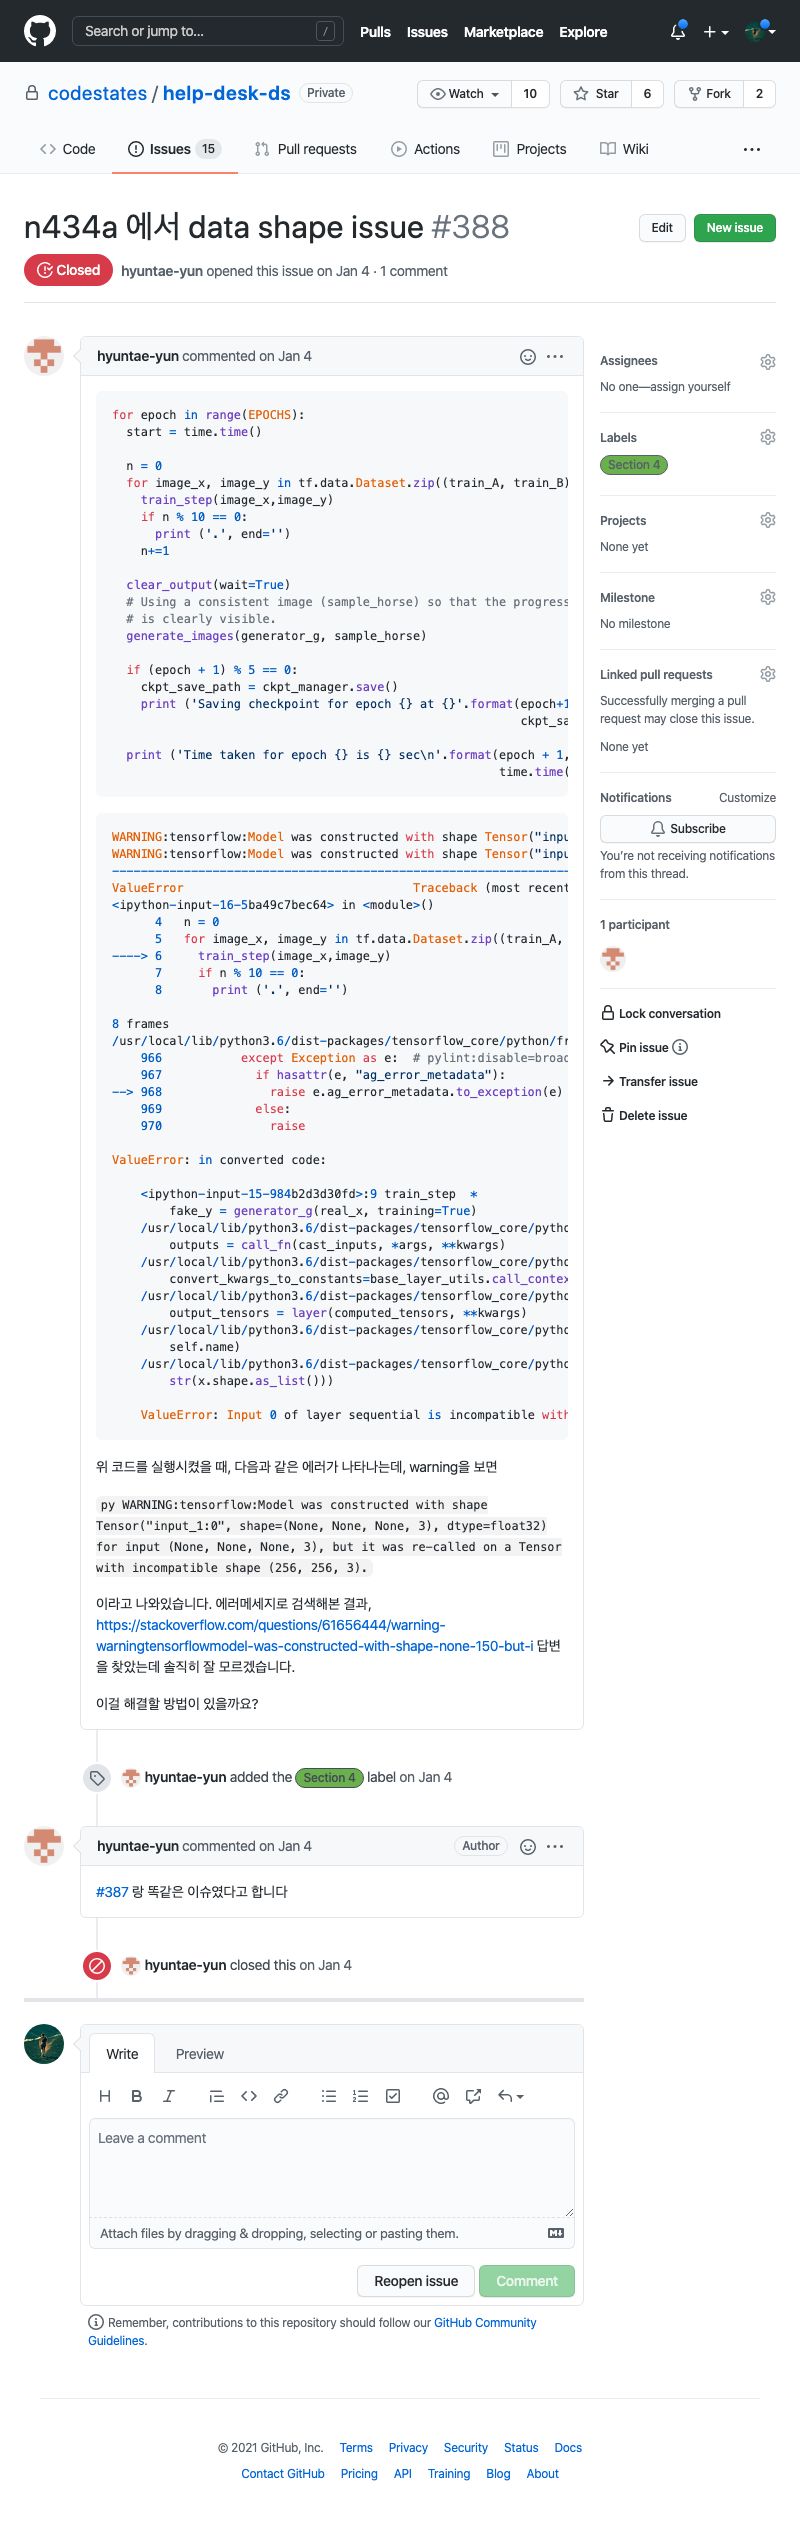 Search or jump to... /
Pulls Issues Marketplace Explore
codestates / help-desk-ds Private
Watch 10 Star 6 Fork 2
Code Issues 15 Pull requests Actions Projects Wiki ...
n434a 에서 data shape issue #388
Edit New issue
Closed hyuntae-yun opened this issue on Jan 4 · 1 comment
hyuntae-yun commented on Jan 4
for epoch in range(EPOCHS):
  start = time.time()
  n = 0
  for image_x, image_y in tf.data.Dataset.zip((train_A, train_B)
    train_step(image_x,image_y)
    if n % 10 == 0:
      print ('.', end='')
    n+=1
  clear_output(wait=True)
  # Using a consistent image (sample_horse) so that the progress
  # is clearly visible.
  generate_images(generator_g, sample_horse)
  if (epoch + 1) % 5 == 0:
    ckpt_save_path = ckpt_manager.save()
    print ('Saving checkpoint for epoch {} at {}'.format(epoch+1
ckpt_sa
  print ('Time taken for epoch {} is {} sec\n'.format(epoch + 1,
time.time(
WARNING:tensorflow:Model was constructed with shape Tensor("inpu
WARNING:tensorflow:Model was constructed with shape Tensor("inpu
---------------------------------------------------------------
ValueError                                Traceback (most recent
<ipython-input-16-5ba49c7bec64> in <module>()
      4   n = 0
      5   for image_x, image_y in tf.data.Dataset.zip((train_A,
----> 6     train_step(image_x,image_y)
      7     if n % 10 == 0:
      8       print ('.', end='')
8 frames
/usr/local/lib/python3.6/dist-packages/tensorflow_core/python/fr
    966           except Exception as e:  # pylint:disable=broad
    967             if hasattr(e, "ag_error_metadata"):
--> 968               raise e.ag_error_metadata.to_exception(e)
    969             else:
    970               raise
ValueError: in converted code:
    <ipython-input-15-984b2d3d30fd>:9 train_step  *
        fake_y = generator_g(real_x, training=True)
    /usr/local/lib/python3.6/dist-packages/tensorflow_core/pytho
        outputs = call_fn(cast_inputs, *args, **kwargs)
    /usr/local/lib/python3.6/dist-packages/tensorflow_core/pytho
        convert_kwargs_to_constants=base_layer_utils.call_contex
    /usr/local/lib/python3.6/dist-packages/tensorflow_core/pytho
        output_tensors = layer(computed_tensors, **kwargs)
    /usr/local/lib/python3.6/dist-packages/tensorflow_core/pytho
        self.name)
    /usr/local/lib/python3.6/dist-packages/tensorflow_core/pytho
        str(x.shape.as_list()))
    ValueError: Input 0 of layer sequential is incompatible with
위 코드를 실행시켰을 때, 다음과 같은 에러가 나타나는데, warning을 보면
py WARNING:tensorflow:Model was constructed with shape
Tensor("input_1:0", shape=(None, None, None, 3), dtype=float32)
for input (None, None, None, 3), but it was re-called on a Tensor
with incompatible shape (256, 256, 3).
이라고 나와있습니다. 에러메세지로 검색해본 결과,
https://stackoverflow.com/questions/61656444/warning-
warningtensorflowmodel-was-constructed-with-shape-none-150-but-i 답변
을 찾았는데 솔직히 잘 모르겠습니다.
이걸 해결할 방법이 있을까요?
hyuntae-yun added the Section 4 label on Jan 4
hyuntae-yun commented on Jan 4 Author
#387 랑 똑같은 이슈였다고 합니다
hyuntae-yun closed this on Jan 4
Write Preview
Leave a comment
Attach files by dragging & dropping, selecting or pasting them.
Reopen issue Comment
Remember, contributions to this repository should follow our GitHub Community
Guidelines.
Assignees
No one—assign yourself
Labels
Section 4
Projects
None yet
Milestone
No milestone
Linked pull requests
Successfully merging a pull
request may close this issue.
None yet
Notifications Customize
Subscribe
You're not receiving notifications
from this thread.
1 participant
Lock conversation
Pin issue
Transfer issue
Delete issue
© 2021 GitHub, Inc. Terms Privacy Security Status Docs
Contact GitHub Pricing API Training Blog About